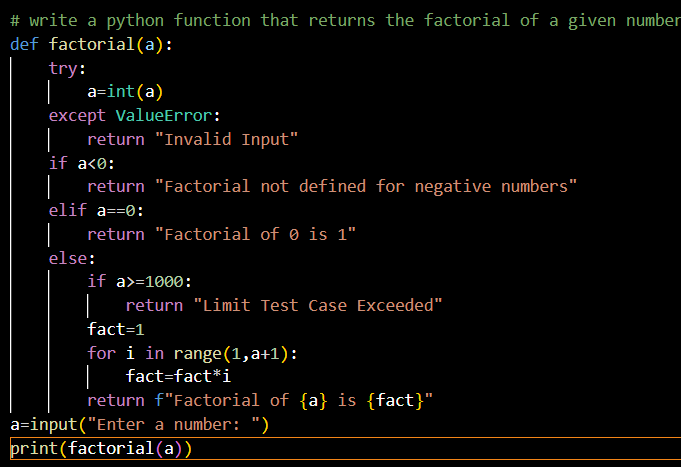 # write a python function that returns the factorial of a given number
def factorial(a):
    try:
        a=int(a)
    except ValueError:
        return "Invalid Input"
    if a<0:
        return "Factorial not defined for negative numbers"
    elif a==0:
        return "Factorial of 0 is 1"
    else:
        if a>=1000:
            return "Limit Test Case Exceeded"
        fact=1
        for i in range(1,a+1):
            fact=fact*i
        return f"Factorial of {a} is {fact}"
a=input("Enter a number: ")
print(factorial(a))